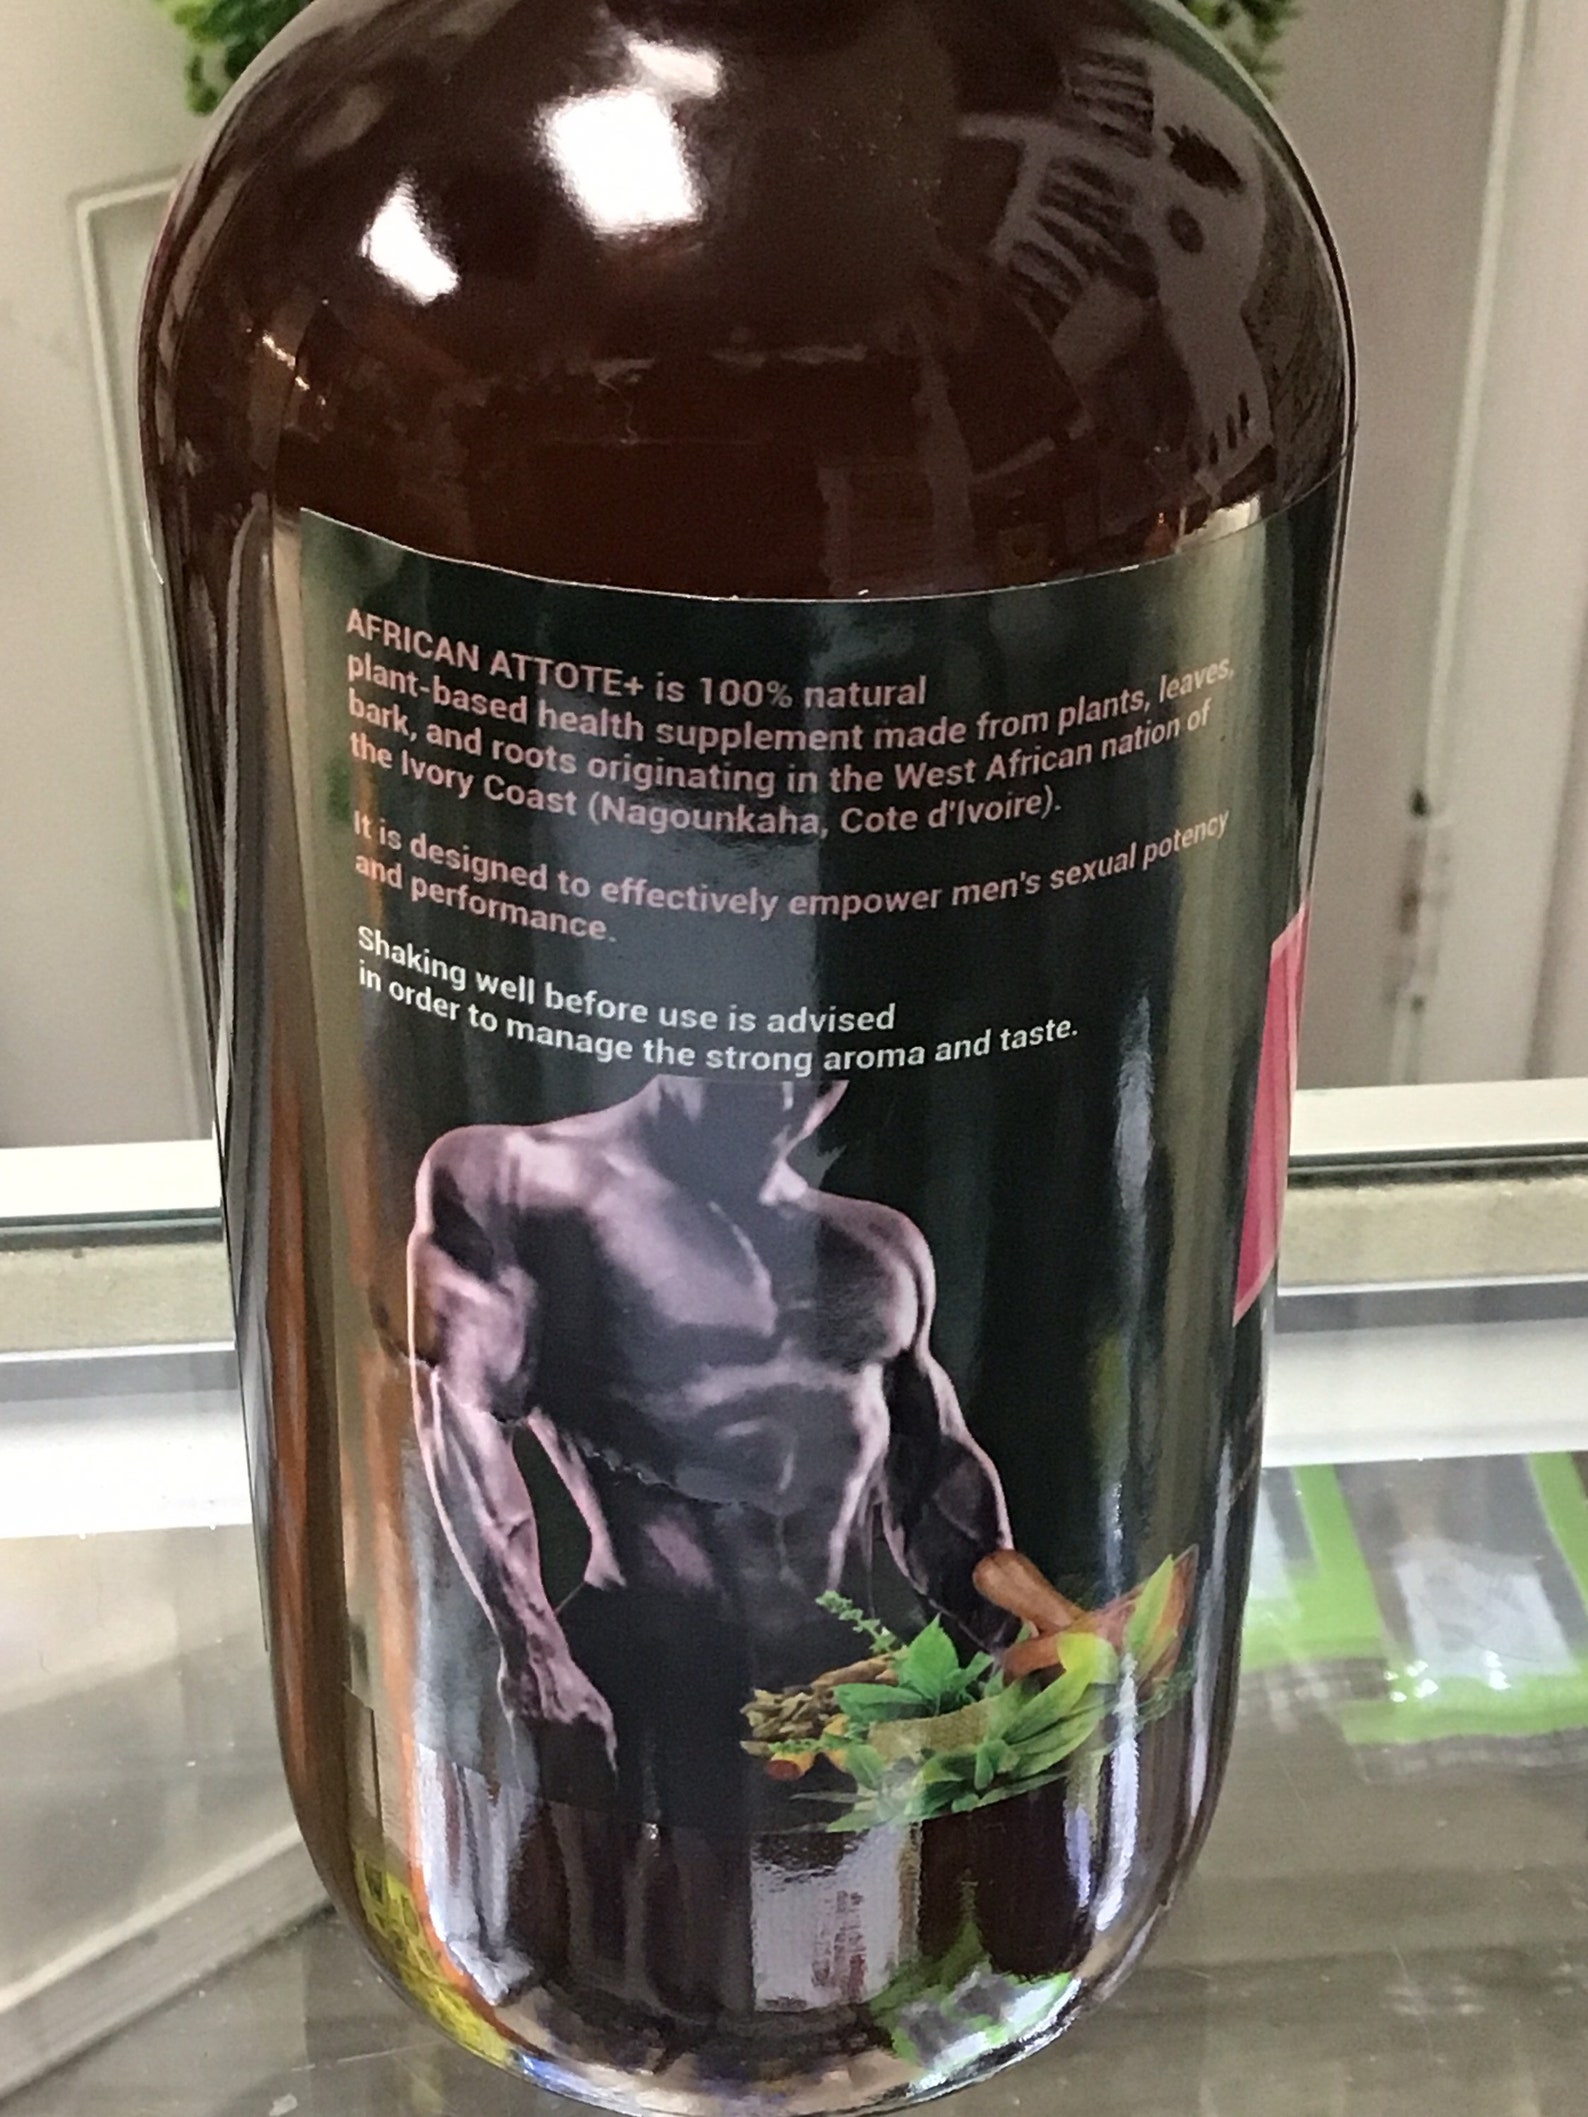 AFRICAN ATTOTE+ is 100% natural
plant-based health supplement made from plants, leaves,
bark, and roots originating in the West African nation of
the Ivory Coast (Nagounkaha, Cote d'Ivoire).
It is designed to effectively empower men's sexual potency
and performance.
Shaking well before use is advised
in order to manage the strong aroma and taste.